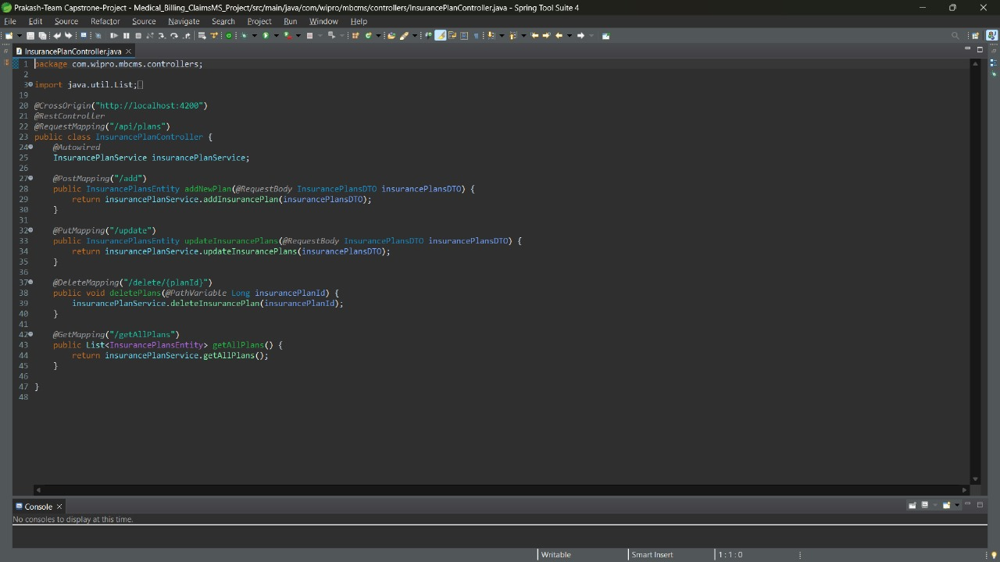 Prakash-Team Capstone-Project - Medical_Billing_ClaimsMS_Project/src/main/java/com/wipro/mbcms/controllers/InsurancePlanController.java - Spring Tool Suite 4
File Edit Source Refactor Source Navigate Search Project Run Window Help
InsurancePlanController.java
1 package com.wipro.mbcms.controllers;
2
3 import java.util.List;
19
20 @CrossOrigin("http://localhost:4200")
21 @RestController
22 @RequestMapping("/api/plans")
23 public class InsurancePlanController {
24 @Autowired
25 InsurancePlanService insurancePlanService;
26
27 @PostMapping("/add")
28 public InsurancePlansEntity addNewPlan(@RequestBody InsurancePlansDTO insurancePlansDTO) {
29 return insurancePlanService.addInsurancePlan(insurancePlansDTO);
30 }
31
32 @PutMapping("/update")
33 public InsurancePlansEntity updateInsurancePlans(@RequestBody InsurancePlansDTO insurancePlansDTO) {
34 return insurancePlanService.updateInsurancePlans(insurancePlansDTO);
35 }
36
37 @DeleteMapping("/delete/{planId}")
38 public void deletePlans(@PathVariable Long insurancePlanId) {
39 insurancePlanService.deleteInsurancePlan(insurancePlanId);
40 }
41
42 @GetMapping("/getAllPlans")
43 public List<InsurancePlansEntity> getAllPlans() {
44 return insurancePlanService.getAllPlans();
45 }
46
47 }
48
Console
No consoles to display at this time.
Writable Smart Insert 1 : 1 : 0